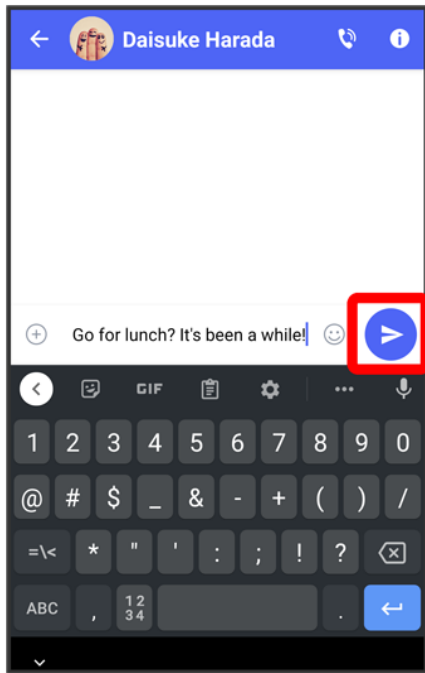 Daisuke Harada
Go for lunch? It's been a while!
GIF
1 2 3 4 5 6 7 8 9 0
@ # $ _ & - + ( ) /
=\< * " ' : ; ! ?
ABC , 12 34 .